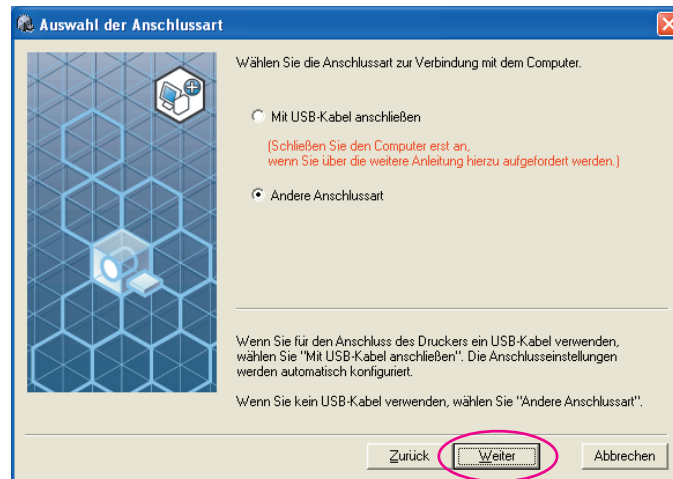 Auswahl der Anschlussart
Wählen Sie die Anschlussart zur Verbindung mit dem Computer.
Mit USB-Kabel anschließen
(Schließen Sie den Computer erst an,
wenn Sie über die weitere Anleitung hierzu aufgefordert werden.)
Andere Anschlussart
Wenn Sie für den Anschluss des Druckers ein USB-Kabel verwenden,
wählen Sie "Mit USB-Kabel anschließen". Die Anschlusseinstellungen
werden automatisch konfiguriert.
Wenn Sie kein USB-Kabel verwenden, wählen Sie "Andere Anschlussart".
Zurück
Weiter
Abbrechen